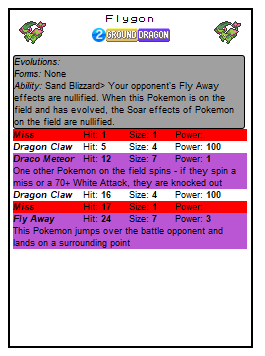 Flygon
2 GROUND DRAGON
Evolutions:
Forms: None
Ability: Sand Blizzard> Your opponent's Fly Away
effects are nullified. When this Pokemon is on the
field and has evolved, the Soar effects of Pokemon
on the field are nullified.
Miss Hit: 1 Size: 1 Power:
Dragon Claw Hit: 5 Size: 4 Power: 100
Draco Meteor Hit: 12 Size: 7 Power: 1
One other Pokemon on the field spins - if they spin a
miss or a 70+ White Attack, they are knocked out
Dragon Claw Hit: 16 Size: 4 Power: 100
Miss Hit: 17 Size: 1 Power:
Fly Away Hit: 24 Size: 7 Power: 3
This Pokemon jumps over the battle opponent and
lands on a surrounding point